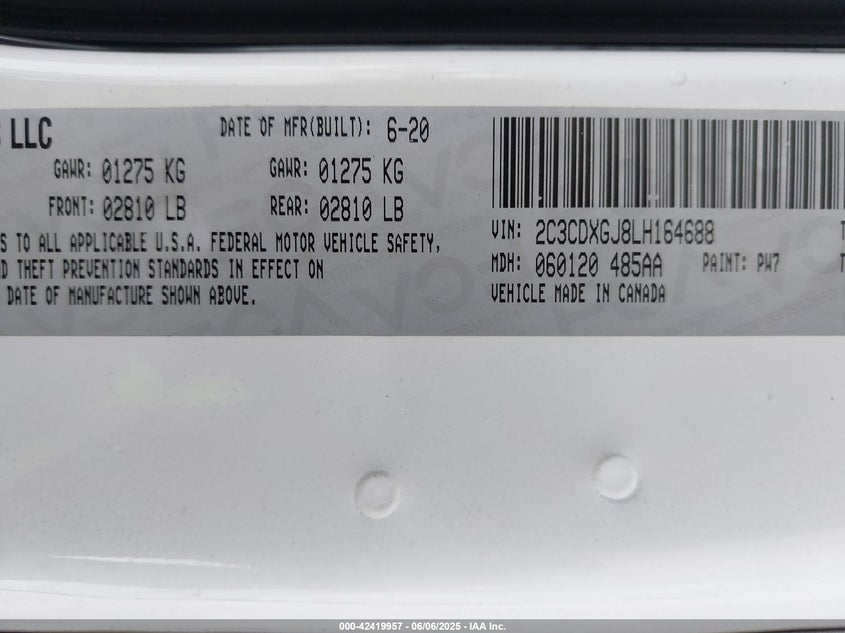 LLC DATE OF MFR(BUILT): 6-20
GAWR: 01275 KG GAWR: 01275 KG
FRONT: 02810 LB REAR: 02810 LB
S TO ALL APPLICABLE U.S.A. FEDERAL MOTOR VEHICLE SAFETY,
D THEFT PREVENTION STANDARDS IN EFFECT ON
DATE OF MANUFACTURE SHOWN ABOVE.
VIN: 2C3CDXGJ8LH164688 T
MDH: 060120 485AA PAINT: PW7 T
VEHICLE MADE IN CANADA
000-42419957 - 06/06/2025 - IAA Inc.